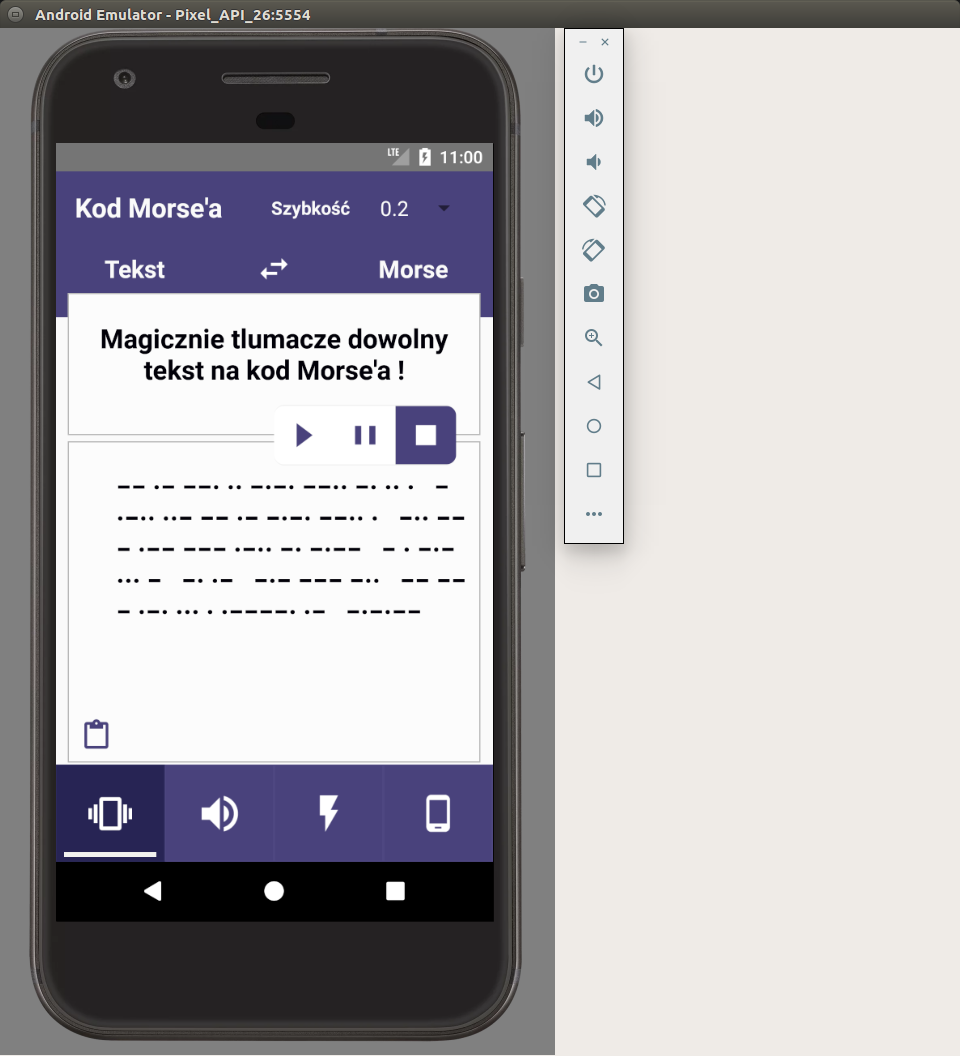 Android Emulator - Pixel_API_26:5554
LTE 11:00
Kod Morse'a Szybkość 0.2
Tekst Morse
Magicznie tlumacze dowolny
tekst na kod Morse'a !
−− ·− −−· ·· −·−· −−·· −· ·· ·  −
·−·· ··− −− ·− −·−· −−·· ·  −·· −−
− ·−− −−− ·−·· −· −·−−  − · −·−
··· −  −· ·−  −·− −−− −··  −− −−
− ·−· ··· · ·−−−−· ·−  −·−·−−